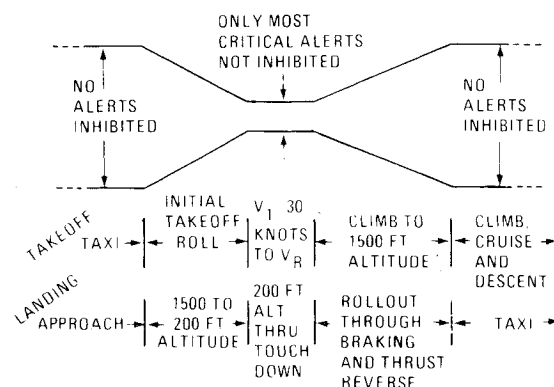 ONLY MOST
CRITICAL ALERTS
NOT INHIBITED
NO
ALERTS
INHIBITED
NO
ALERTS
INHIBITED
TAKEOFF
TAXI
INITIAL
TAKEOFF
ROLL
V1 30
KNOTS
TO VR
CLIMB TO
1500 FT
ALTITUDE
CLIMB,
CRUISE
AND
DESCENT
LANDING
APPROACH
1500 TO
200 FT
ALTITUDE
200 FT
ALT
THRU
TOUCH
DOWN
ROLLOUT
THROUGH
BRAKING
AND THRUST
REVERSE
TAXI